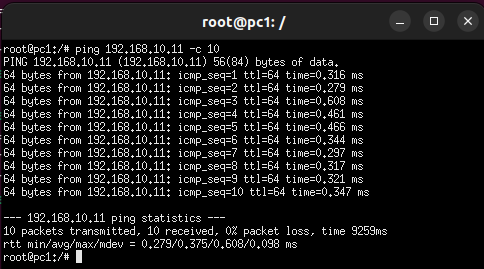 root@pc1: /
root@pc1:/# ping 192.168.10.11 -c 10
PING 192.168.10.11 (192.168.10.11) 56(84) bytes of data.
64 bytes from 192.168.10.11: icmp_seq=1 ttl=64 time=0.316 ms
64 bytes from 192.168.10.11: icmp_seq=2 ttl=64 time=0.279 ms
64 bytes from 192.168.10.11: icmp_seq=3 ttl=64 time=0.608 ms
64 bytes from 192.168.10.11: icmp_seq=4 ttl=64 time=0.461 ms
64 bytes from 192.168.10.11: icmp_seq=5 ttl=64 time=0.466 ms
64 bytes from 192.168.10.11: icmp_seq=6 ttl=64 time=0.344 ms
64 bytes from 192.168.10.11: icmp_seq=7 ttl=64 time=0.297 ms
64 bytes from 192.168.10.11: icmp_seq=8 ttl=64 time=0.317 ms
64 bytes from 192.168.10.11: icmp_seq=9 ttl=64 time=0.321 ms
64 bytes from 192.168.10.11: icmp_seq=10 ttl=64 time=0.347 ms
--- 192.168.10.11 ping statistics ---
10 packets transmitted, 10 received, 0% packet loss, time 9259ms
rtt min/avg/max/mdev = 0.279/0.375/0.608/0.098 ms
root@pc1:/#